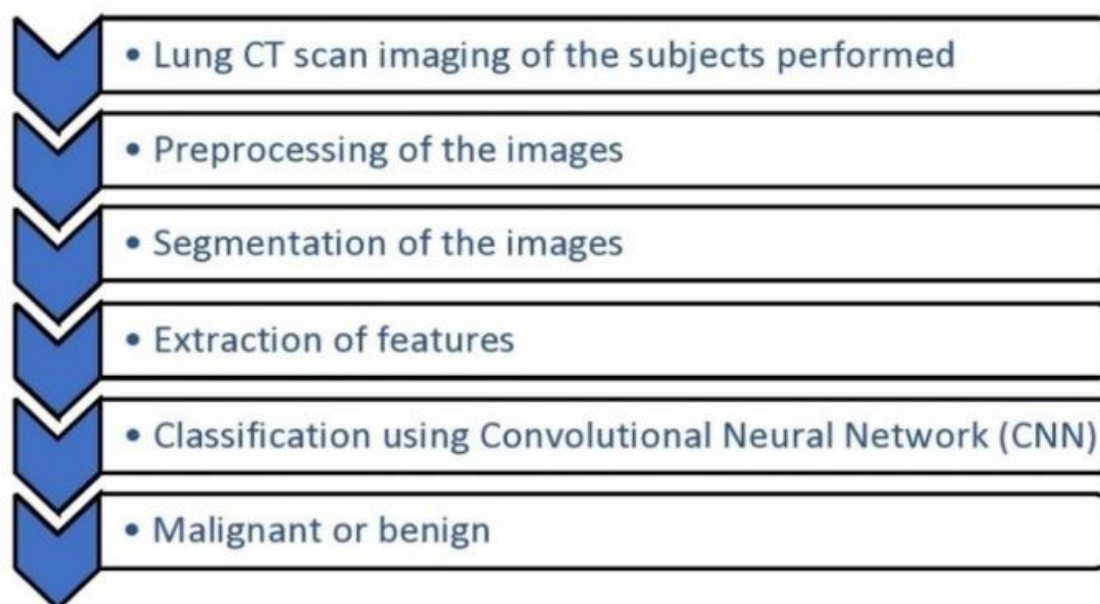 • Lung CT scan imaging of the subjects performed
• Preprocessing of the images
• Segmentation of the images
• Extraction of features
• Classification using Convolutional Neural Network (CNN)
• Malignant or benign